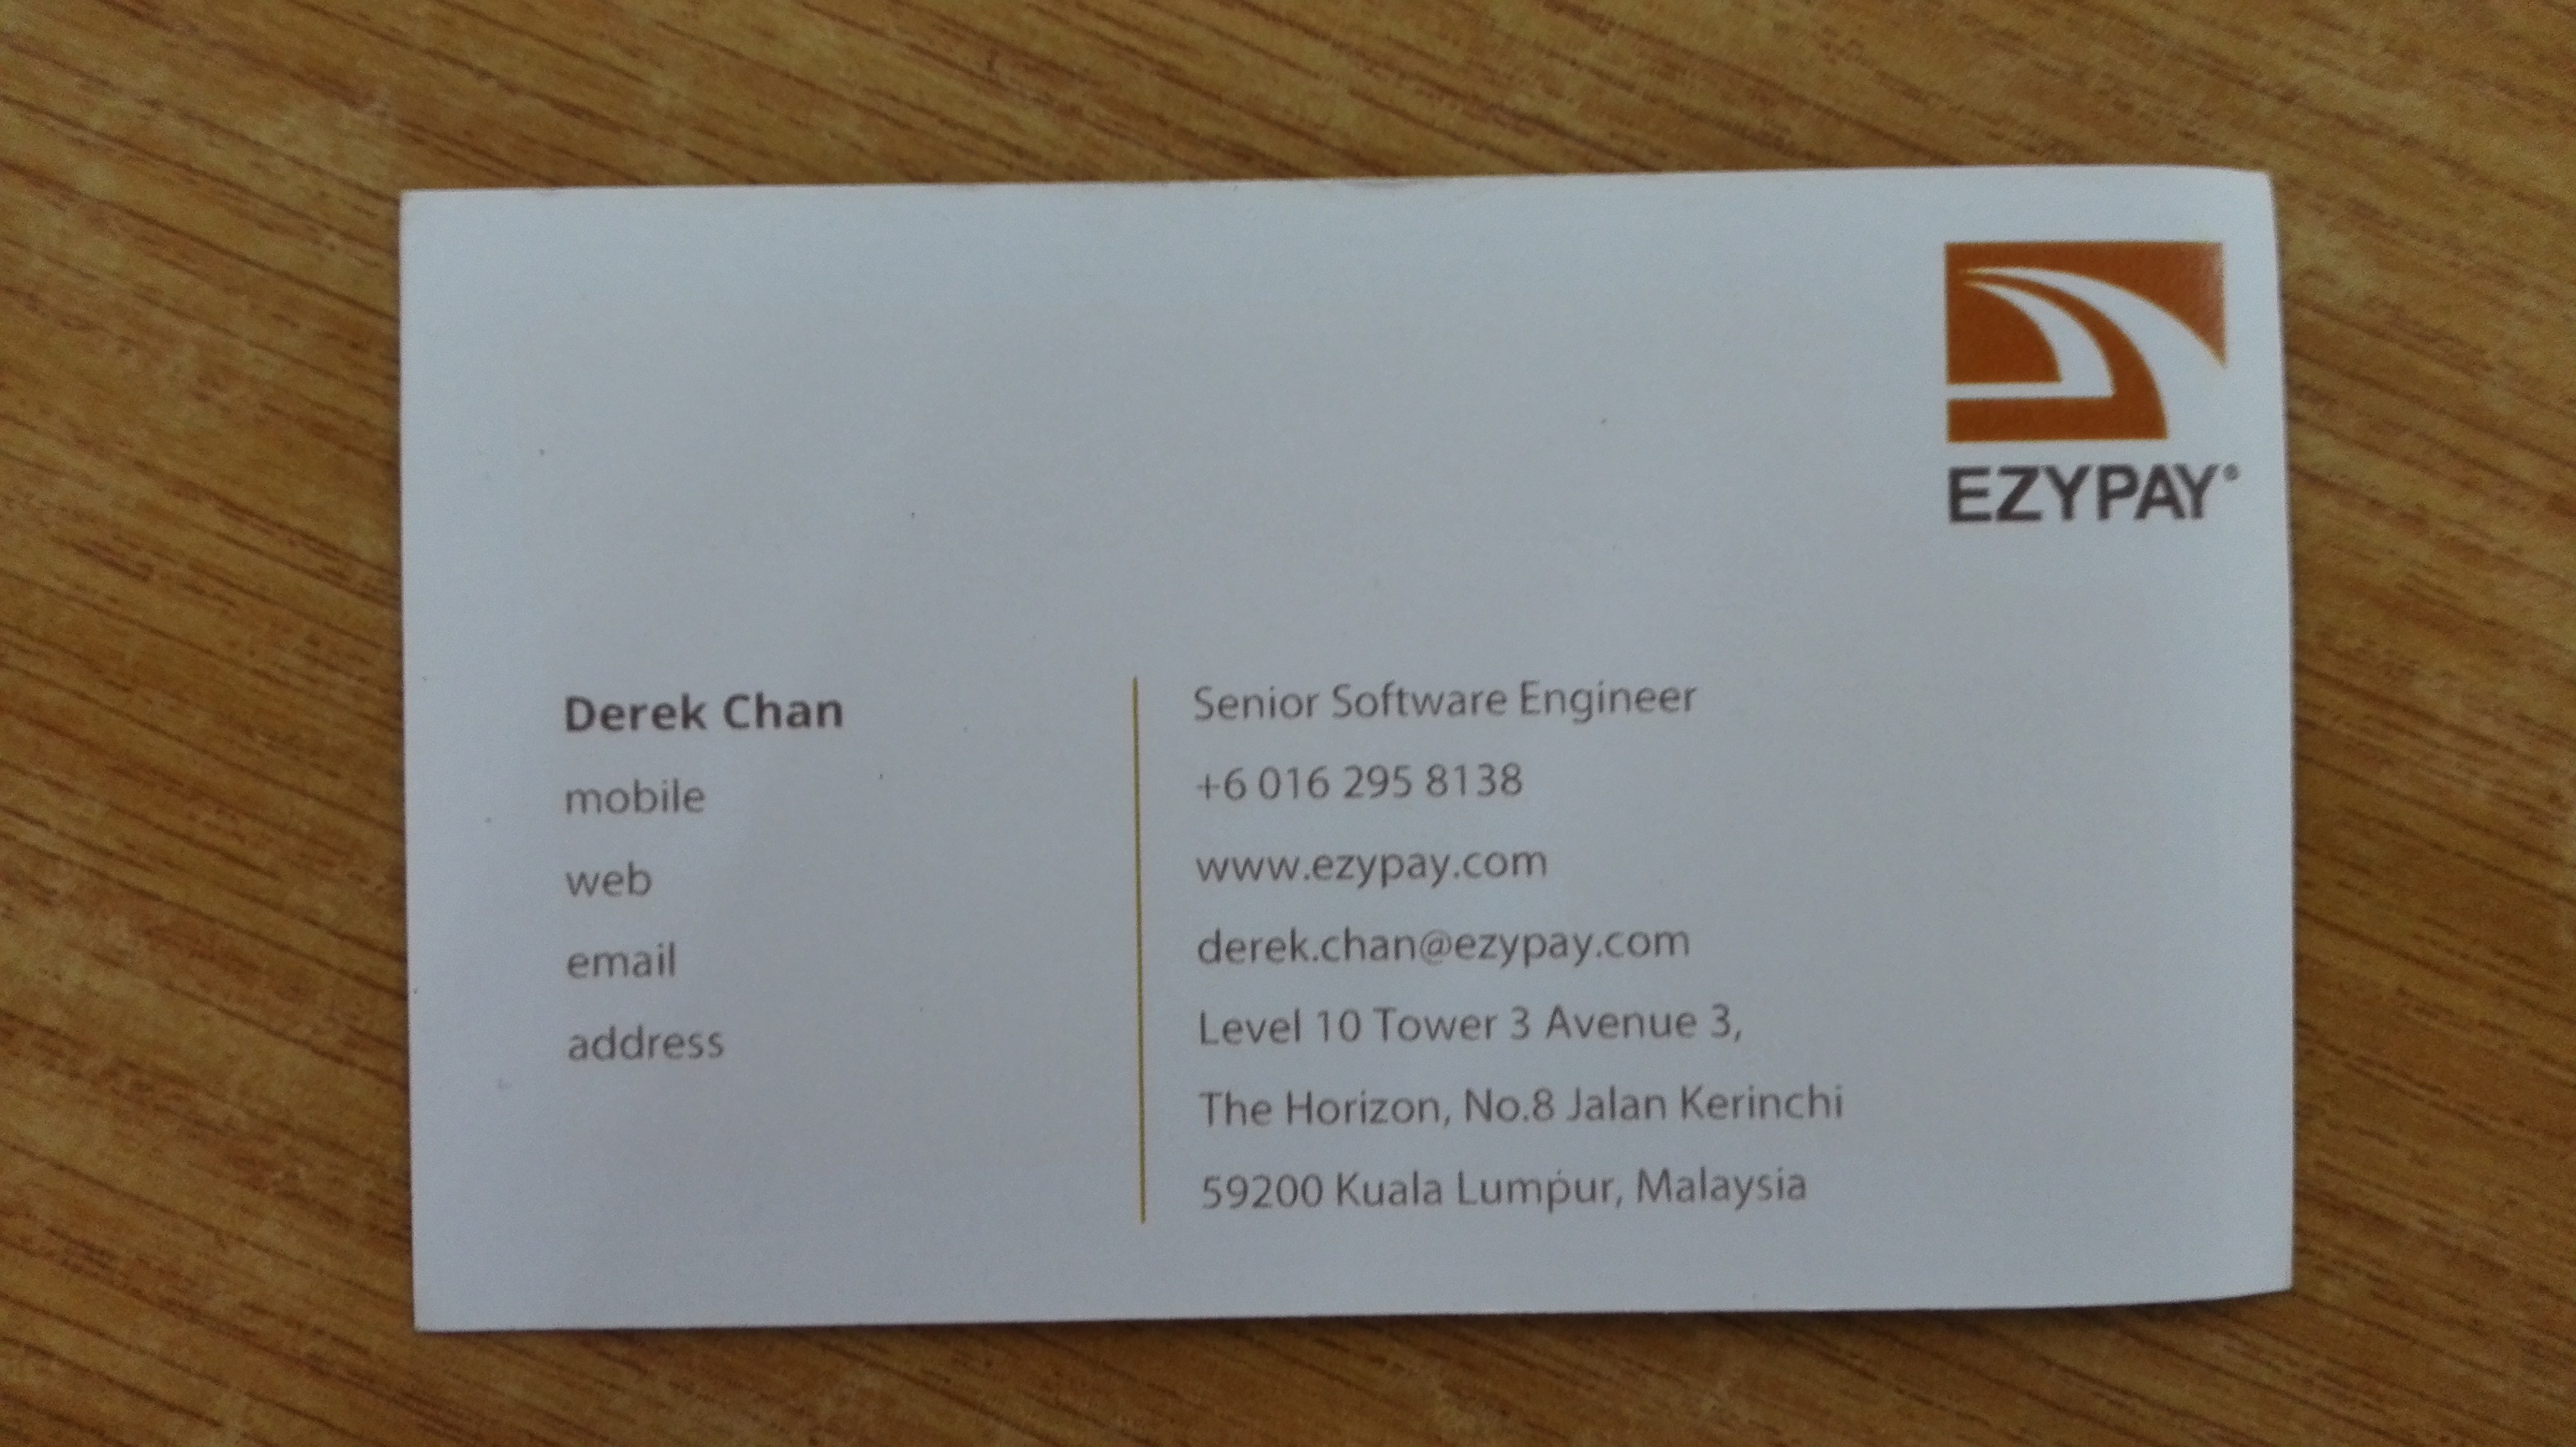 EZYPAY®
Derek Chan Senior Software Engineer
mobile +6 016 295 8138
web www.ezypay.com
email derek.chan@ezypay.com
address Level 10 Tower 3 Avenue 3,
The Horizon, No.8 Jalan Kerinchi
59200 Kuala Lumpur, Malaysia